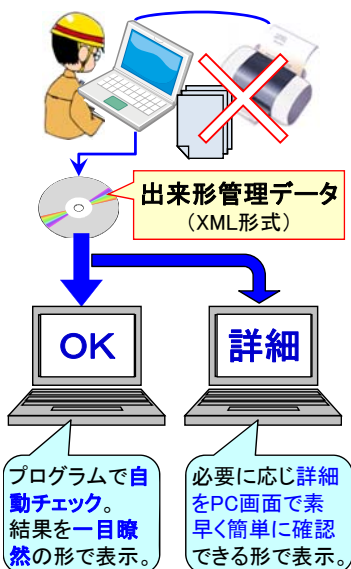 出来形管理データ
（XML形式）
OK
詳細
プログラムで自
動チェック。
結果を一目瞭
然の形で表示。
必要に応じ詳細
をPC画面で素
早く簡単に確認
できる形で表示。